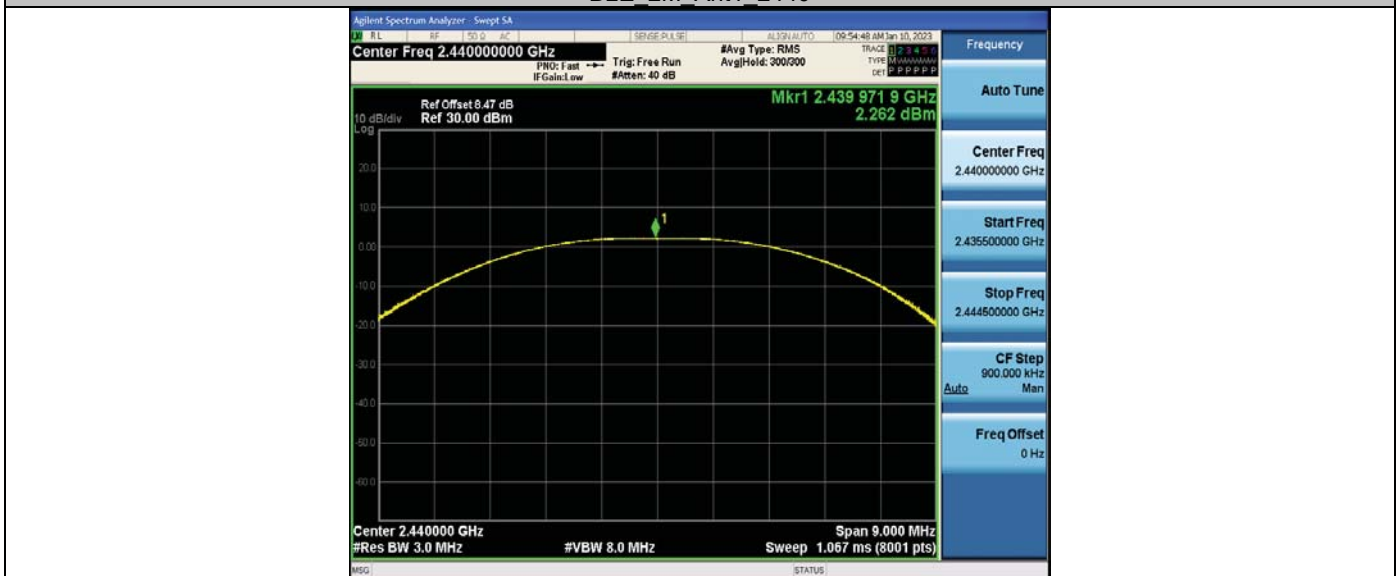 Agilent Spectrum Analyzer - Swept SA
RL RF 50 Ω AC SENSE:PULSE ALIGN AUTO 09:54:48 AM Jan 10, 2023
Center Freq 2.440000000 GHz
PNO: Fast
IFGain:Low
Trig: Free Run
#Atten: 40 dB
#Avg Type: RMS
Avg|Hold: 300/300
TRACE 1 2 3 4 5 6
TYPE M
DET P P P P P P
Mkr1 2.439 971 9 GHz
2.262 dBm
Ref Offset 8.47 dB
10 dB/div Ref 30.00 dBm
Log
20.0
10.0
1
0.00
-10.0
-20.0
-30.0
-40.0
-50.0
-60.0
Center 2.440000 GHz Span 9.000 MHz
#Res BW 3.0 MHz #VBW 8.0 MHz Sweep 1.067 ms (8001 pts)
MSG STATUS
Frequency
Auto Tune
Center Freq
2.440000000 GHz
Start Freq
2.435500000 GHz
Stop Freq
2.444500000 GHz
CF Step
900.000 kHz
Auto Man
Freq Offset
0 Hz